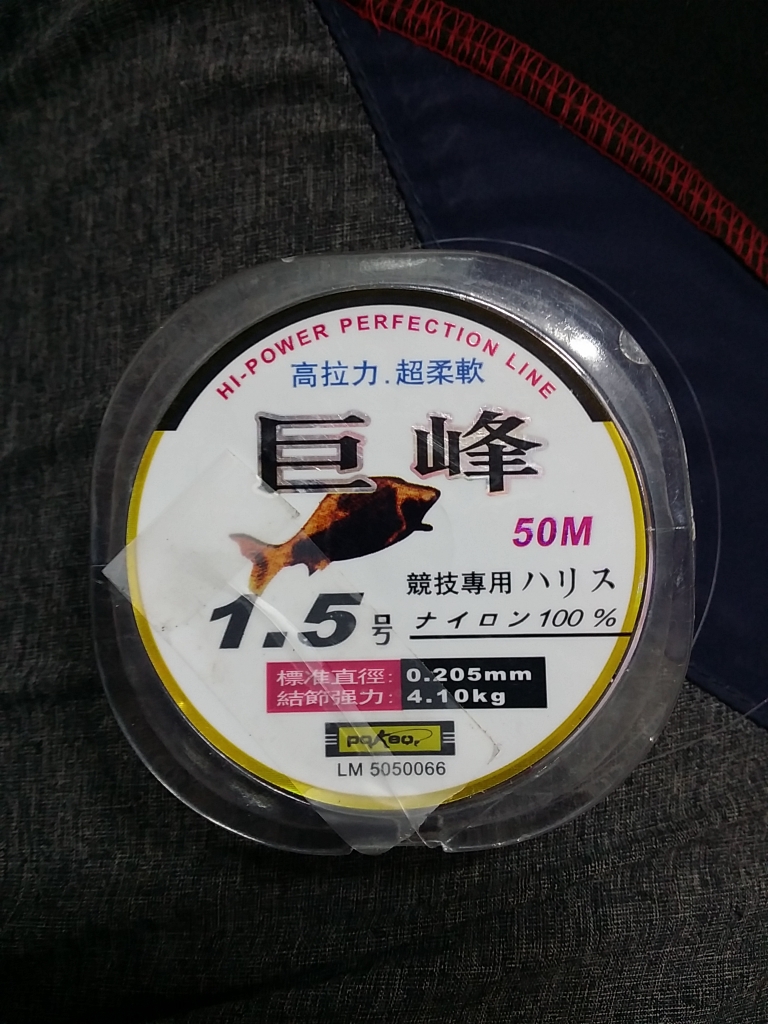 HI-POWER PERFECTION LINE
高拉力.超柔軟
巨峰
50M
競技專用ハリス
1.5号
ナイロン100%
標准直徑: 0.205mm
結節强力: 4.10kg
pokeer
LM 5050066